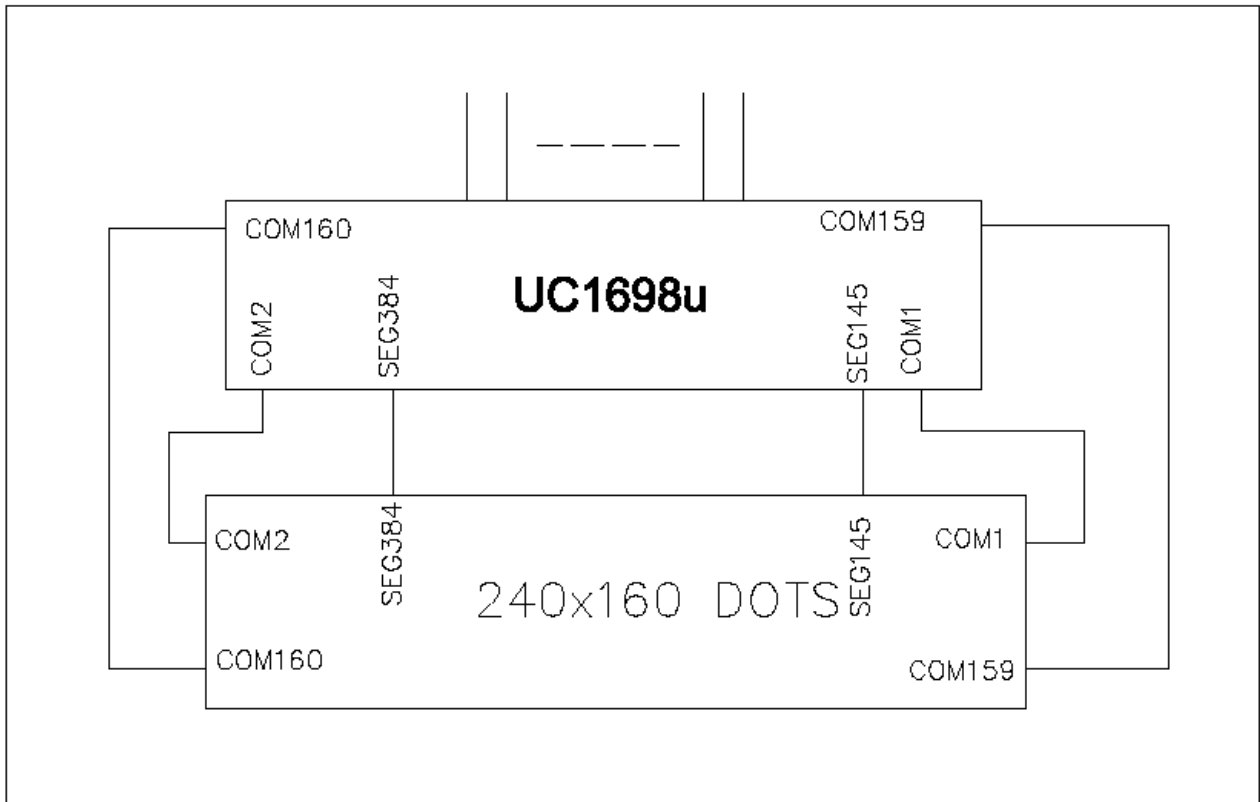 COM160
COM159
UC1698u
COM2
SEG384
SEG145
COM1
COM2
SEG384
SEG145
COM1
240x160 DOTS
COM160
COM159